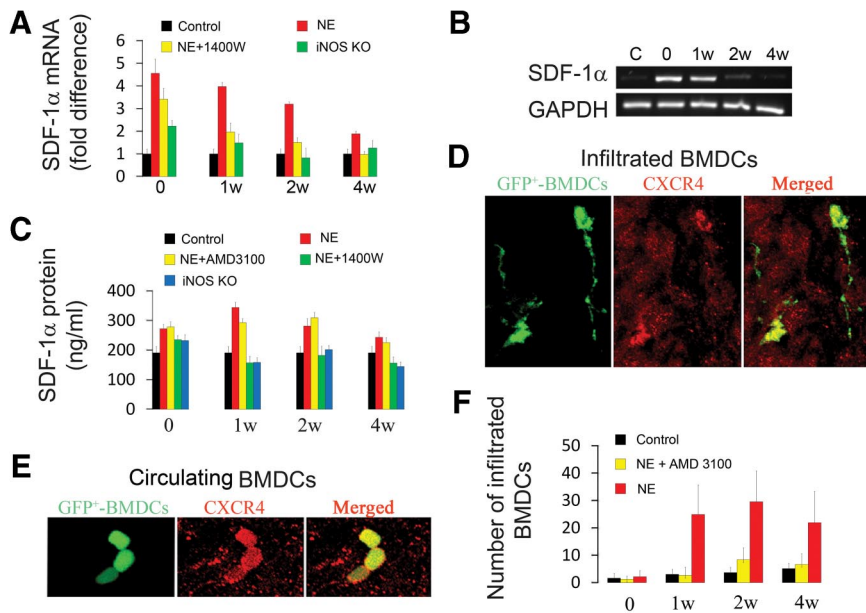 A
Control
NE
NE+1400W
iNOS KO
SDF-1α mRNA
(fold difference)
6
5
4
3
2
1
0
0
1w
2w
4w
B
C 0 1w 2w 4w
SDF-1α
GAPDH
C
Control
NE
NE+AMD3100
NE+1400W
iNOS KO
SDF-1α protein
(ng/ml)
400
300
200
100
0
0
1w
2w
4w
D
Infiltrated BMDCs
GFP⁺-BMDCs
CXCR4
Merged
E
Circulating BMDCs
GFP⁺-BMDCs
CXCR4
Merged
F
Number of infiltrated
BMDCs
Control
NE + AMD 3100
NE
50
40
30
20
10
0
0
1w
2w
4w